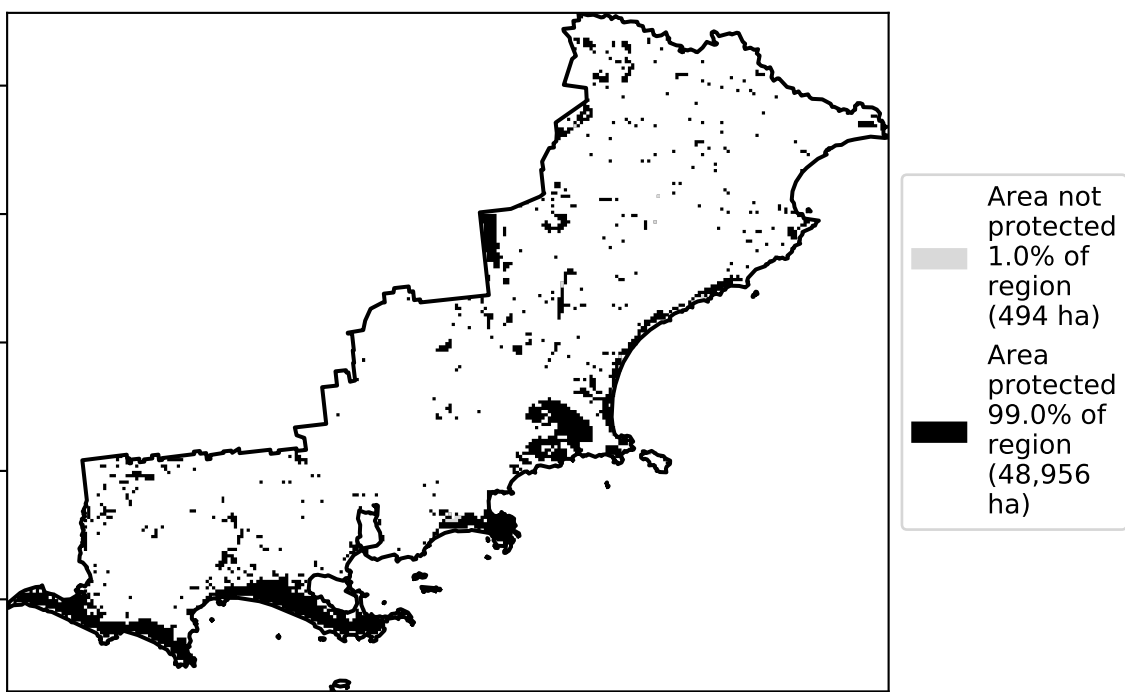 Area not
protected
1.0% of
region
(494 ha)
Area
protected
99.0% of
region
(48,956
ha)